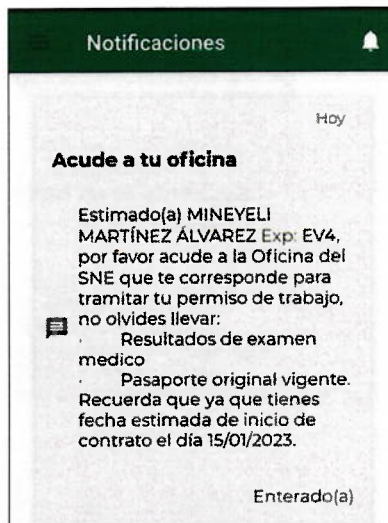 Notificaciones
Hoy
Acude a tu oficina
Estimado(a) MINEYELI
MARTÍNEZ ÁLVAREZ Exp: EV4,
por favor acude a la Oficina del
SNE que te corresponde para
tramitar tu permiso de trabajo,
no olvides llevar:
· Resultados de examen
medico
· Pasaporte original vigente.
Recuerda que ya que tienes
fecha estimada de inicio de
contrato el día 15/01/2023.
Enterado(a)